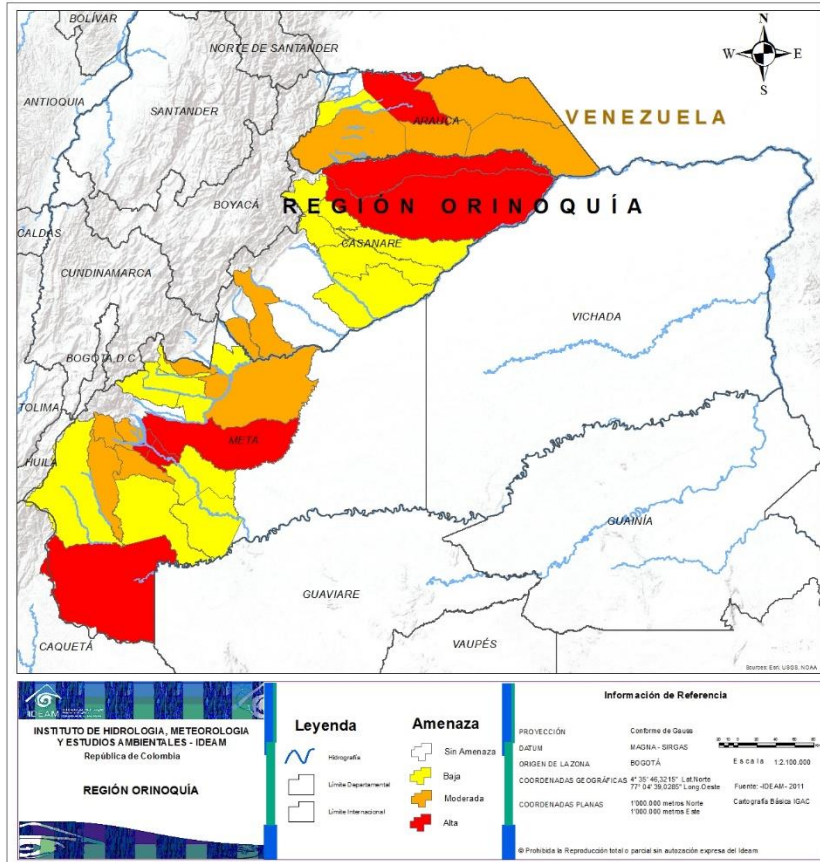 BOLÍVAR
N
NORTE DE SANTANDER
W
E
S
ANTIOQUIA
SANTANDER
ARAUCA
VENEZUELA
BOYACÁ
REGIÓN ORINOQUÍA
CALDAS
CASANARE
CUNDINAMARCA
VICHADA
BOGOTÁ D.C
TOLIMA
META
HUILA
GUAINÍA
GUAVIARE
CAQUETÁ
VAUPÉS
Sources: Esri, USGS, NOAA
IDEAM
INSTITUTO DE HIDROLOGIA, METEOROLOGIA
Y ESTUDIOS AMBIENTALES - IDEAM
República de Colombia
REGIÓN ORINOQUÍA
Leyenda
Hidrografía
Límite Departamental
Límite Internacional
Amenaza
Sin Amenaza
Baja
Moderada
Alta
Información de Referencia
PROYECCIÓN Conforme de Gauss
DATUM MAGNA - SIRGAS
ORIGEN DE LA ZONA BOGOTÁ
Escala 1:2.100.000
COORDENADAS GEOGRÁFICAS 4° 35' 46,3215" Lat.Norte
77° 04' 39,0285" Long.Oeste
Fuente: -IDEAM- 2011
COORDENADAS PLANAS 1'000.000 metros Norte
1'000.000 metros Este
Cartografía Básica IGAC
© Prohibida la Reproducción total o parcial sin autozación expresa del Ideam